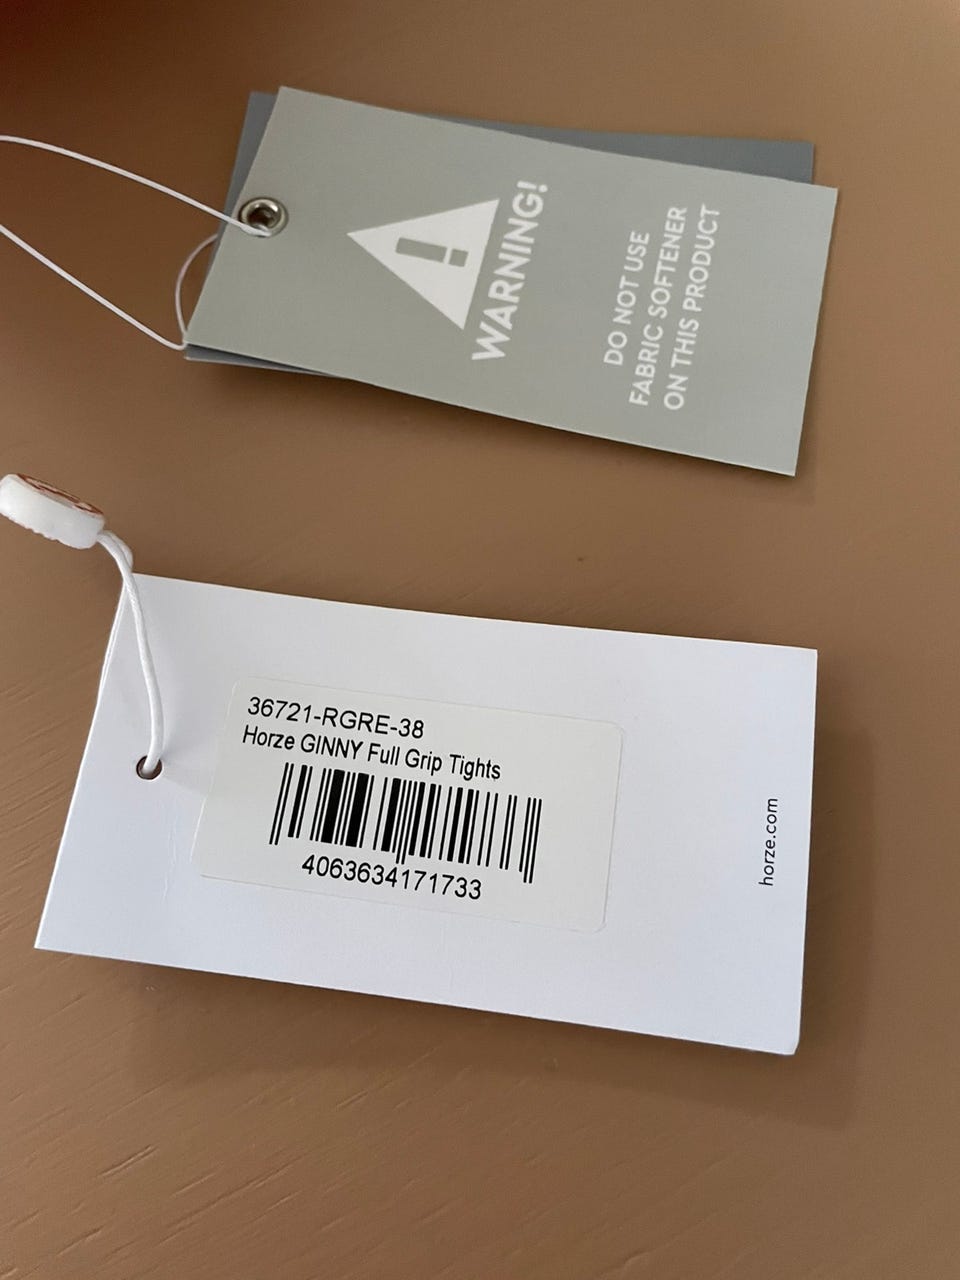 WARNING!
DO NOT USE
FABRIC SOFTENER
ON THIS PRODUCT
36721-RGRE-38
Horze GINNY Full Grip Tights
4063634171733
horze.com